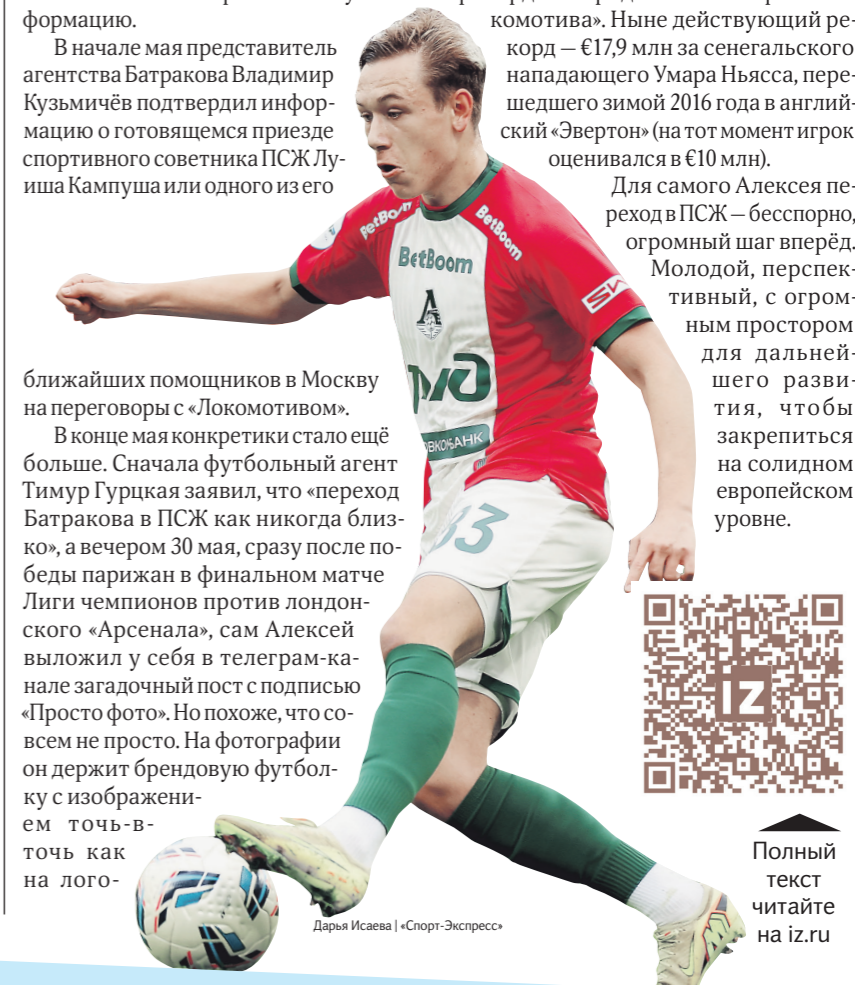 формацию.
В начале мая представитель
агентства Батракова Владимир
Кузьмичёв подтвердил инфор-
мацию о готовящемся приезде
спортивного советника ПСЖ Лу-
иша Кампуша или одного из его
ближайших помощников в Москву
на переговоры с «Локомотивом».
В конце мая конкретики стало ещё
больше. Сначала футбольный агент
Тимур Гурцкая заявил, что «переход
Батракова в ПСЖ как никогда близ-
ко», а вечером 30 мая, сразу после по-
беды парижан в финальном матче
Лиги чемпионов против лондон-
ского «Арсенала», сам Алексей
выложил у себя в телеграм-ка-
нале загадочный пост с подписью
«Просто фото». Но похоже, что со-
всем не просто. На фотографии
он держит брендовую футбол-
ку с изображени-
ем точь-в-
точь как
на лого-
комотива». Ныне действующий ре-
корд — €17,9 млн за сенегальского
нападающего Умара Ньясса, пере-
шедшего зимой 2016 года в англий-
ский «Эвертон» (на тот момент игрок
оценивался в €10 млн).
Для самого Алексея пе-
реход в ПСЖ — бесспорно,
огромный шаг вперёд.
Молодой, перспек-
тивный, с огром-
ным простором
для дальней-
шего разви-
тия, чтобы
закрепиться
на солидном
европейском
уровне.
BetBoom
BetBoom
BetBoom
33
IZ
Полный
текст
читайте
на iz.ru
Дарья Исаева | «Спорт-Экспресс»